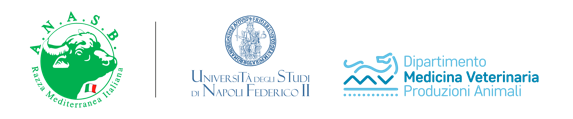 A.N.A.S.B.
Razza Mediterranea Italiana
UNIVERSITÀ DEGLI STUDI
DI NAPOLI FEDERICO II
Dipartimento
Medicina Veterinaria
Produzioni Animali